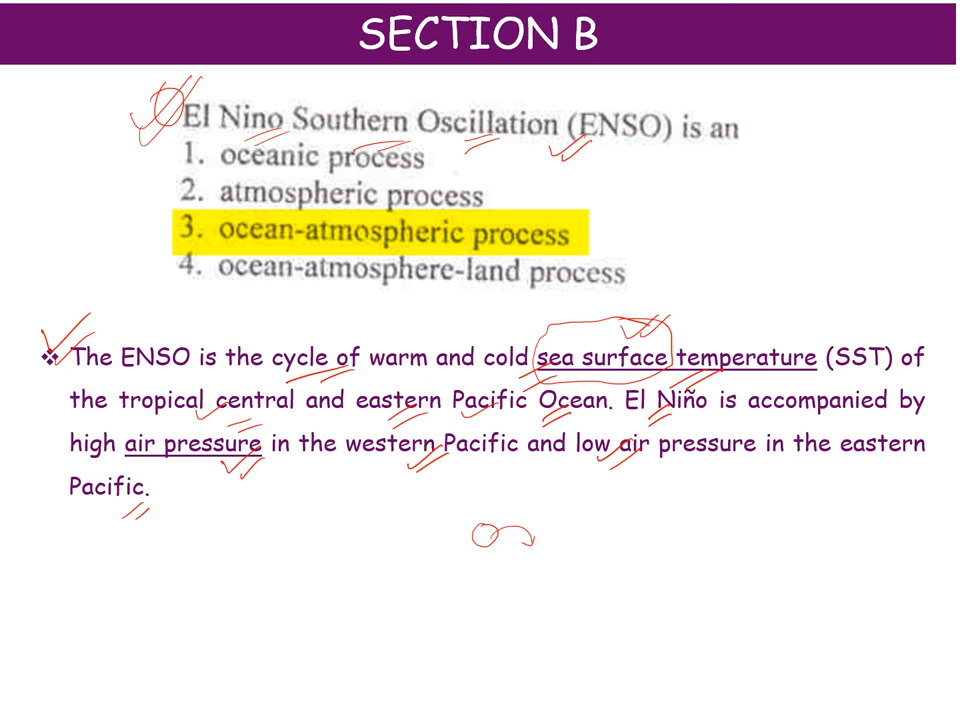 SECTION B
El Nino Southern Oscillation (ENSO) is an
1. oceanic process
2. atmospheric process
3. ocean-atmospheric process
4. ocean-atmosphere-land process
❖ The ENSO is the cycle of warm and cold sea surface temperature (SST) of
the tropical central and eastern Pacific Ocean. El Niño is accompanied by
high air pressure in the western Pacific and low air pressure in the eastern
Pacific.